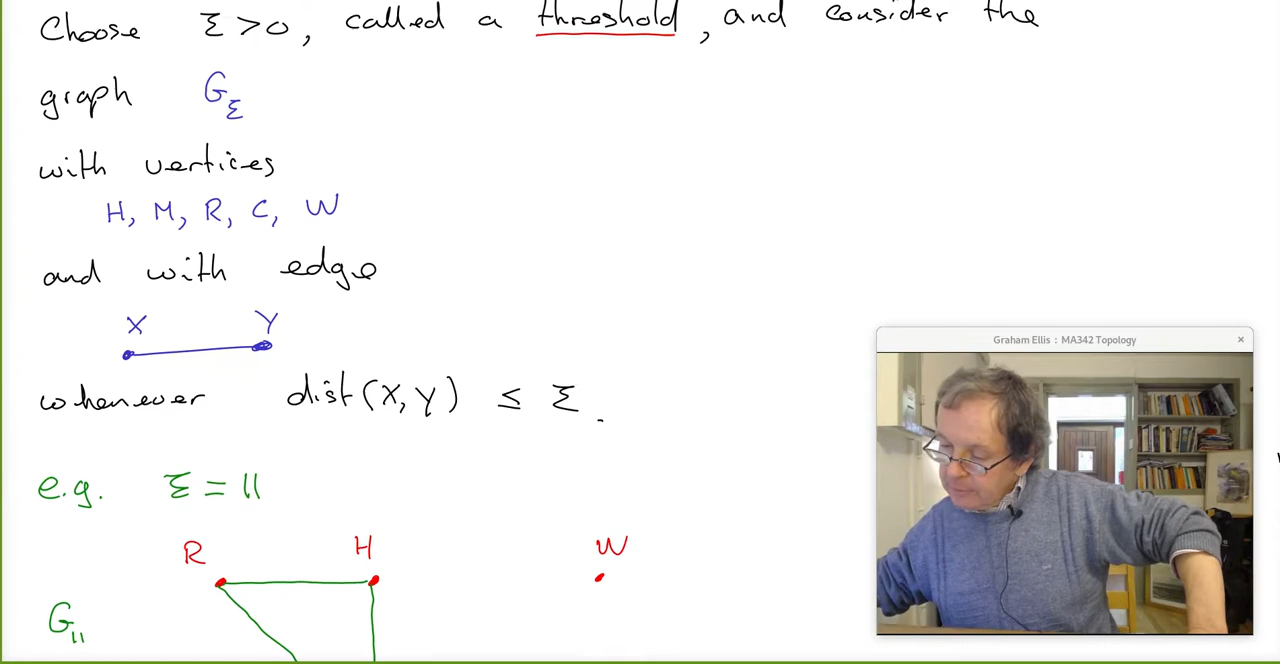 Choose Σ > 0, called a threshold, and consider the
graph G_Σ
with vertices
H, M, R, C, W
and with edge
X Y
whenever dist(X, Y) ≤ Σ.
e.g. Σ = 11
R H W
G_11
Graham Ellis : MA342 Topology
×